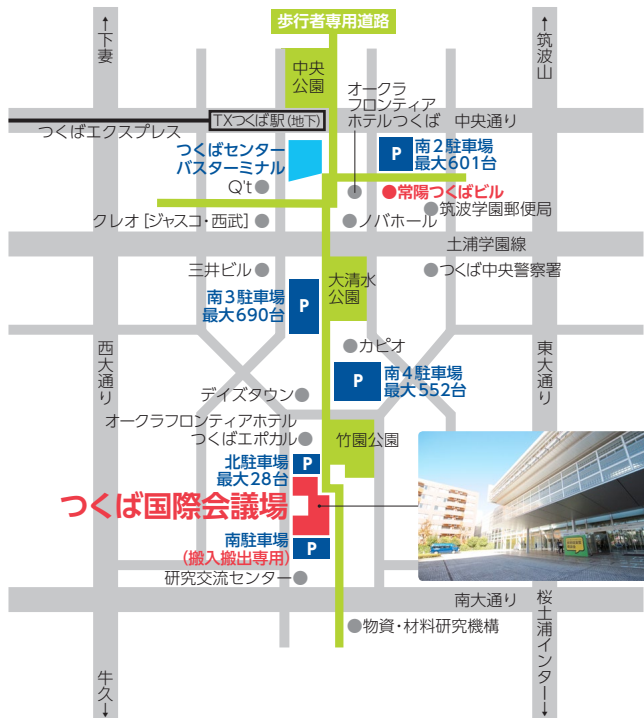 歩行者専用道路
↑下妻
↑筑波山
中央
公園
オークラ
フロンティア
ホテルつくば
中央通り
TXつくば駅(地下)
つくばエクスプレス
つくばセンター
バスターミナル
P
南2駐車場
最大601台
Q't
常陽つくばビル
筑波学園郵便局
クレオ [ジャスコ・西武]
ノバホール
土浦学園線
三井ビル
大清水
公園
つくば中央警察署
南3駐車場
最大690台
P
西大通り
東大通り
カピオ
P
南4駐車場
最大552台
デイズタウン
オークラフロンティアホテル
つくばエポカル
竹園公園
北駐車場
最大28台
P
つくば国際会議場
南駐車場
(搬入搬出専用)
P
研究交流センター
南大通り
物資・材料研究機構
牛久↓
桜土浦インター↓